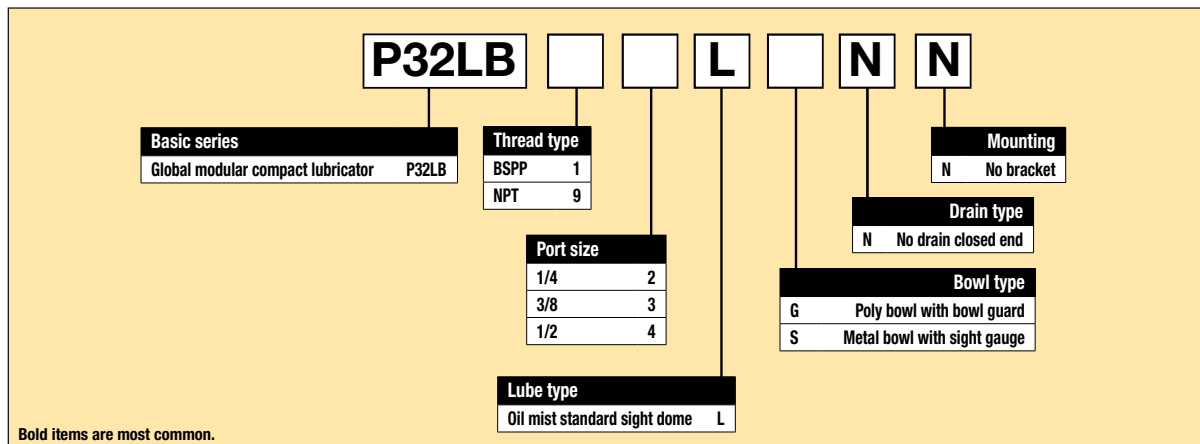 P32LB L N N
Basic series
Global modular compact lubricator P32LB
Thread type
BSPP 1
NPT 9
Mounting
N No bracket
Drain type
N No drain closed end
Port size
1/4 2
3/8 3
1/2 4
Bowl type
G Poly bowl with bowl guard
S Metal bowl with sight gauge
Lube type
Oil mist standard sight dome L
Bold items are most common.